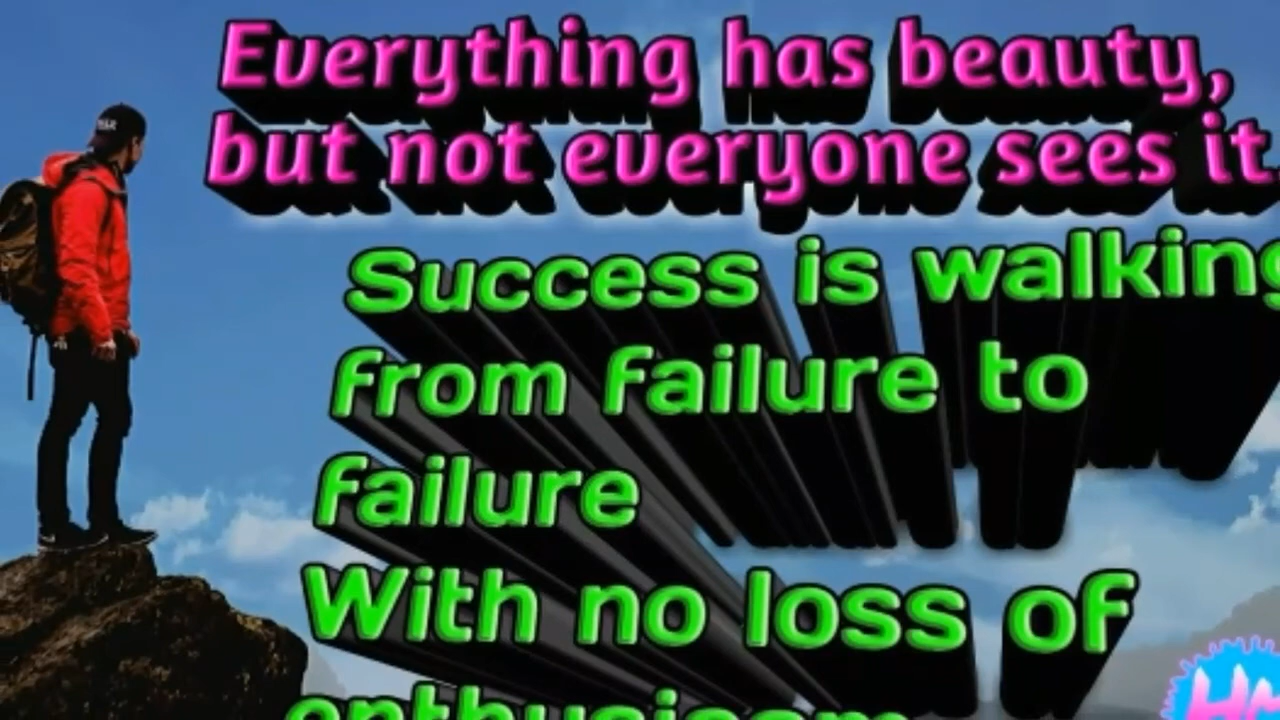 Everything has beauty,
but not everyone sees it.
Success is walking
from failure to
failure
With no loss of
enthusiasm